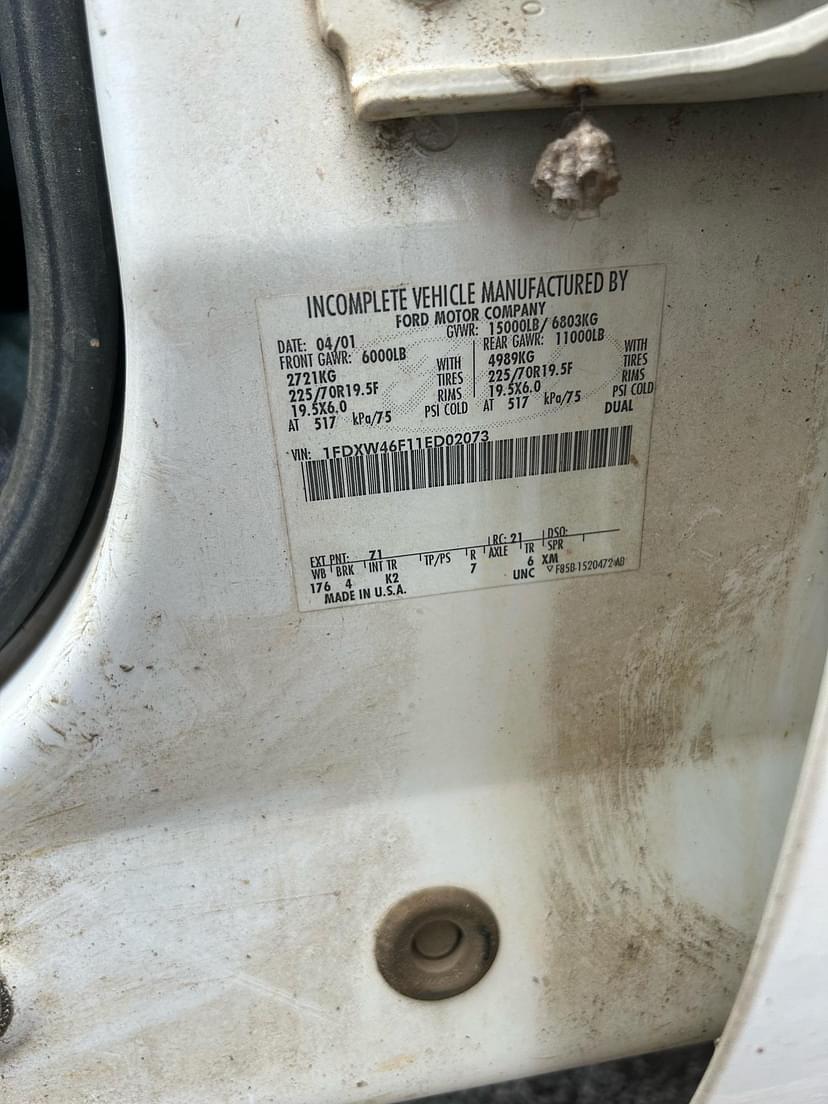 INCOMPLETE VEHICLE MANUFACTURED BY
FORD MOTOR COMPANY
DATE: 04/01 GVWR: 15000LB/ 6803KG
FRONT GAWR: 6000LB REAR GAWR: 11000LB
2721KG WITH 4989KG WITH
225/70R19.5F TIRES 225/70R19.5F TIRES
19.5X6.0 RIMS 19.5X6.0 RIMS
AT 517 kPa/75 PSI COLD AT 517 kPa/75 PSI COLD
DUAL
VIN: 1FDXW46F11ED02073
EXT PNT: Z1 RC: 21 DSO:
WB BRK INT TR TP/PS R AXLE TR SPR
176 4 K2 7 6 XM
MADE IN U.S.A. UNC F85B-1520472-AB